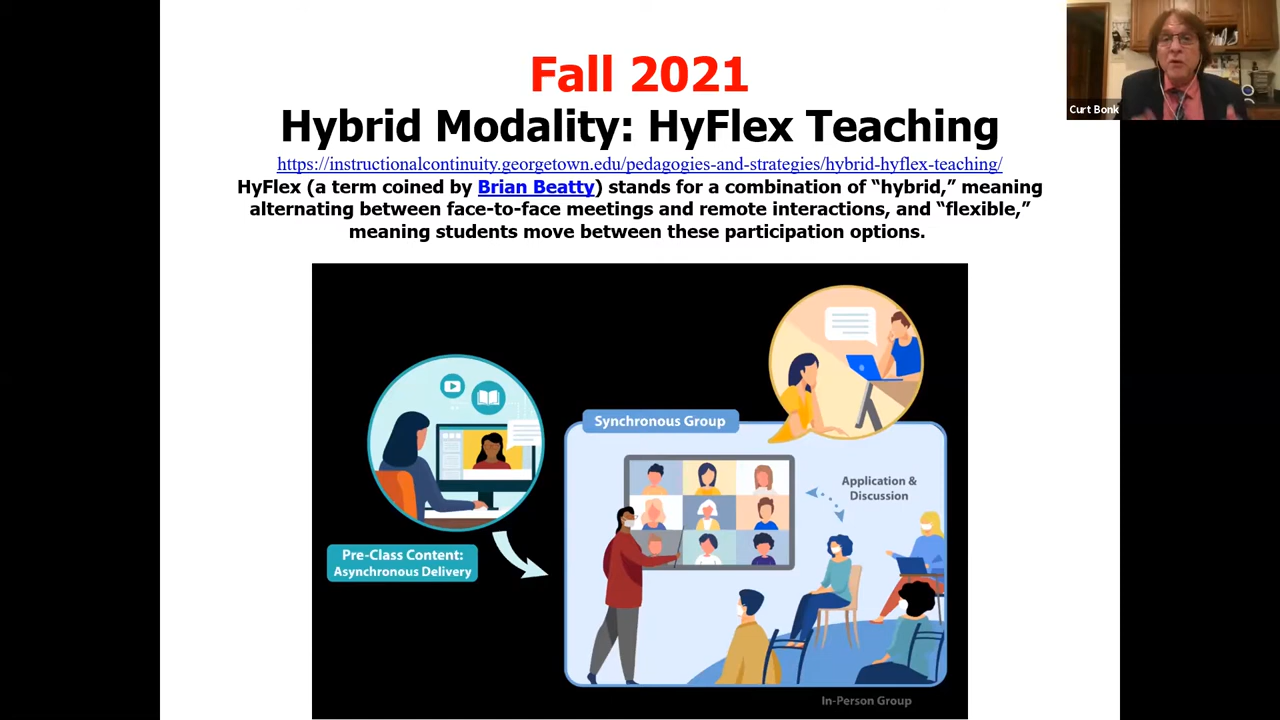 Fall 2021
Hybrid Modality: HyFlex Teaching
https://instructionalcontinuity.georgetown.edu/pedagogies-and-strategies/hybrid-hyflex-teaching/
HyFlex (a term coined by Brian Beatty) stands for a combination of “hybrid,” meaning
alternating between face-to-face meetings and remote interactions, and “flexible,”
meaning students move between these participation options.
Curt Bonk
Synchronous Group
Application &
Discussion
Pre-Class Content:
Asynchronous Delivery
In-Person Group